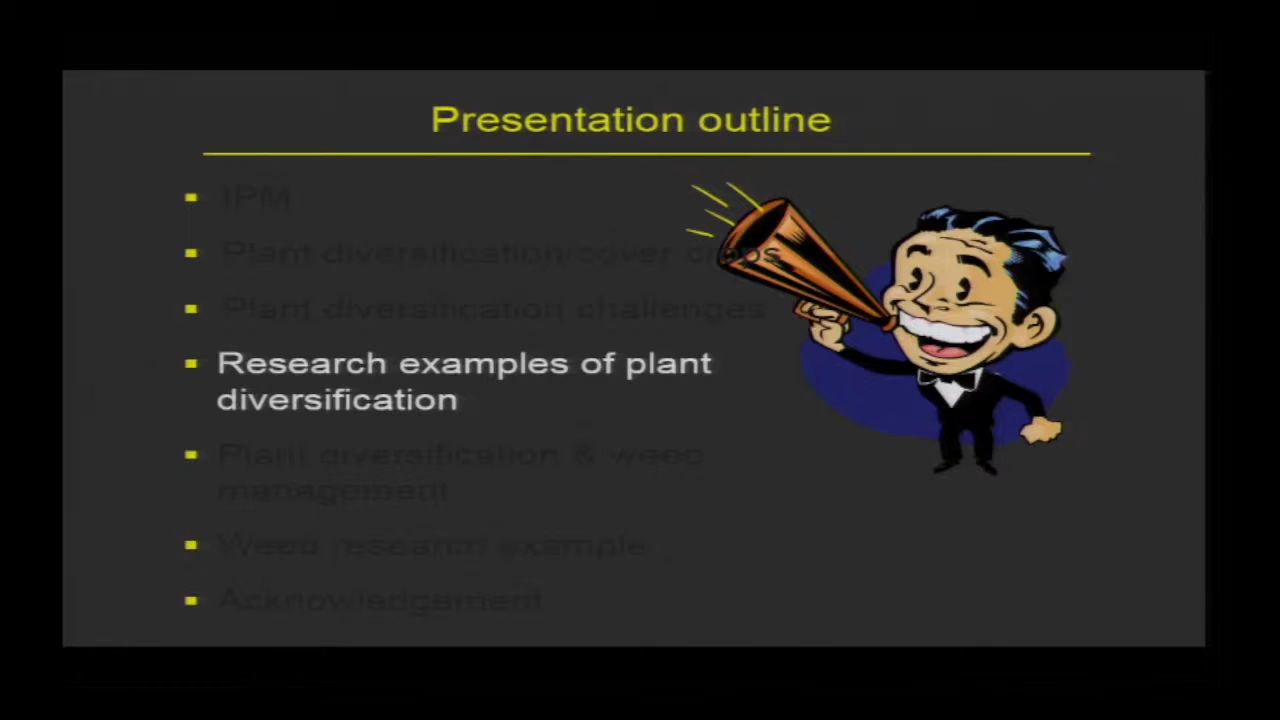 Presentation outline
IPM
Plant diversification/cover crops
Plant diversification challenges
Research examples of plant
diversification
Plant diversification & weed
management
Weed research example
Acknowledgement